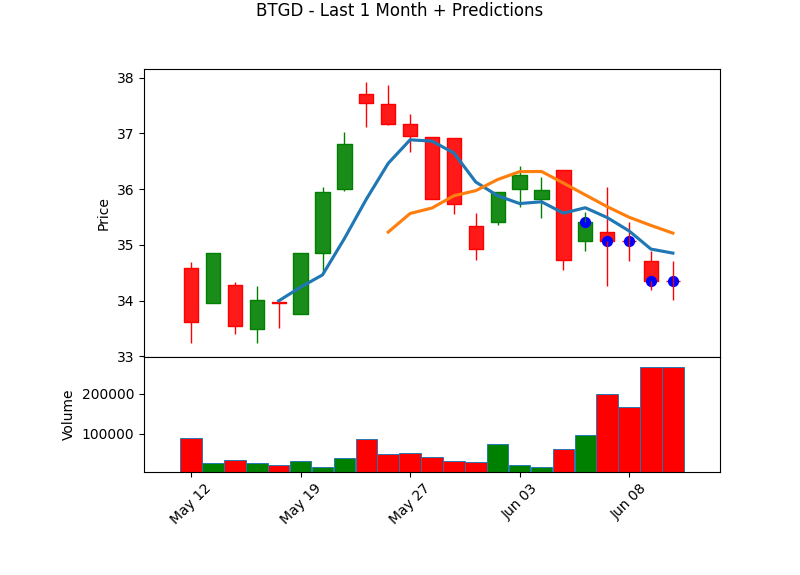 BTGD - Last 1 Month + Predictions
38
37
36
35
34
33
Price
200000
100000
Volume
May 12
May 19
May 27
Jun 03
Jun 08